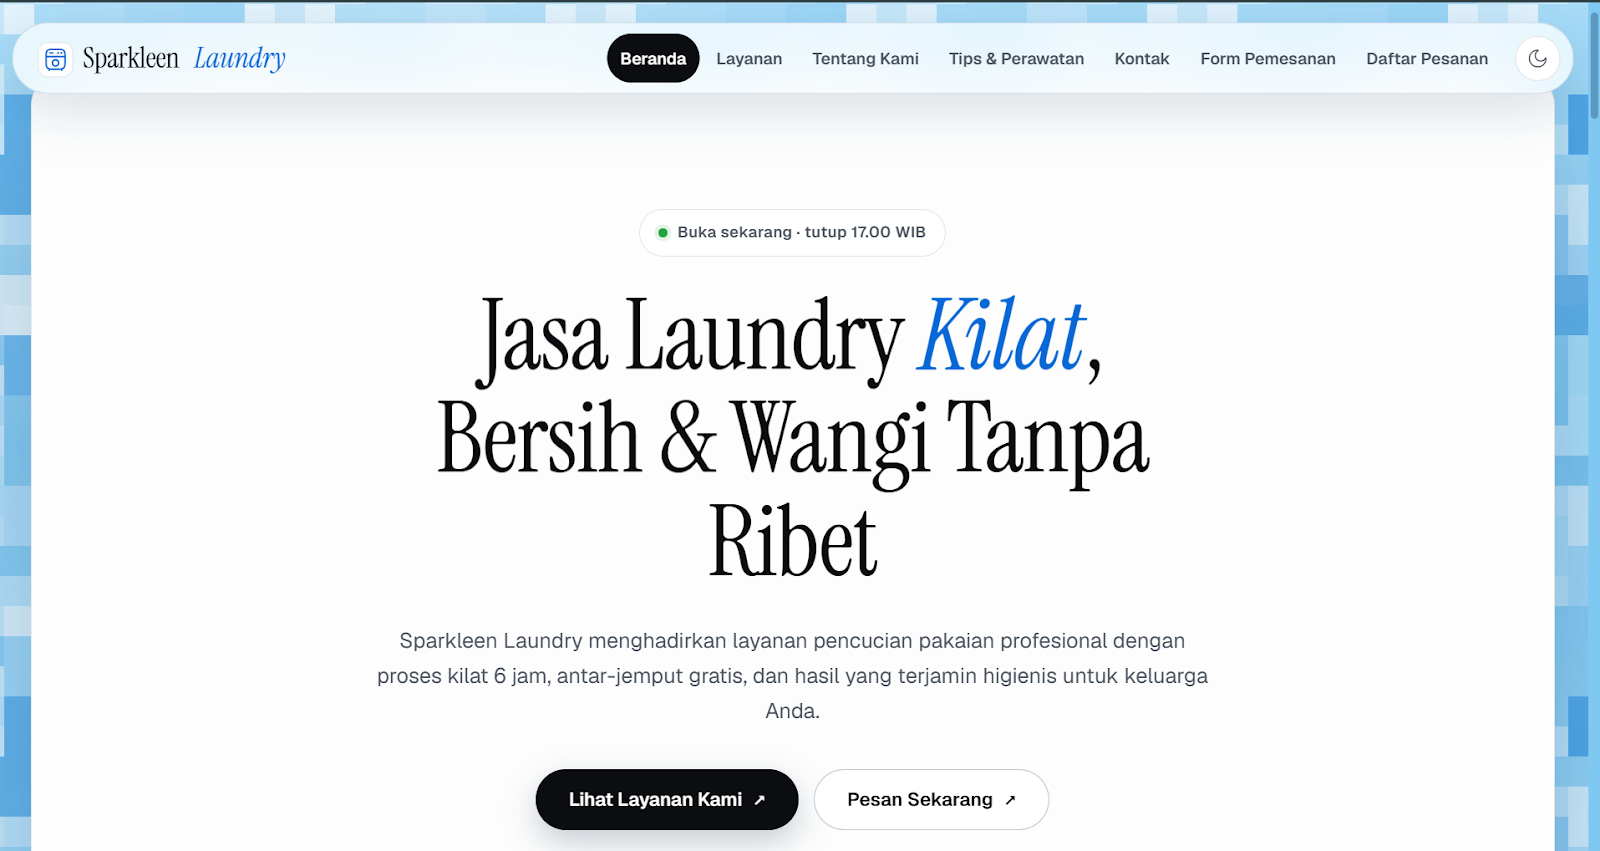 Sparkleen Laundry
Beranda
Layanan
Tentang Kami
Tips & Perawatan
Kontak
Form Pemesanan
Daftar Pesanan
Buka sekarang · tutup 17.00 WIB
Jasa Laundry Kilat,
Bersih & Wangi Tanpa
Ribet
Sparkleen Laundry menghadirkan layanan pencucian pakaian profesional dengan
proses kilat 6 jam, antar-jemput gratis, dan hasil yang terjamin higienis untuk keluarga
Anda.
Lihat Layanan Kami ↗
Pesan Sekarang ↗